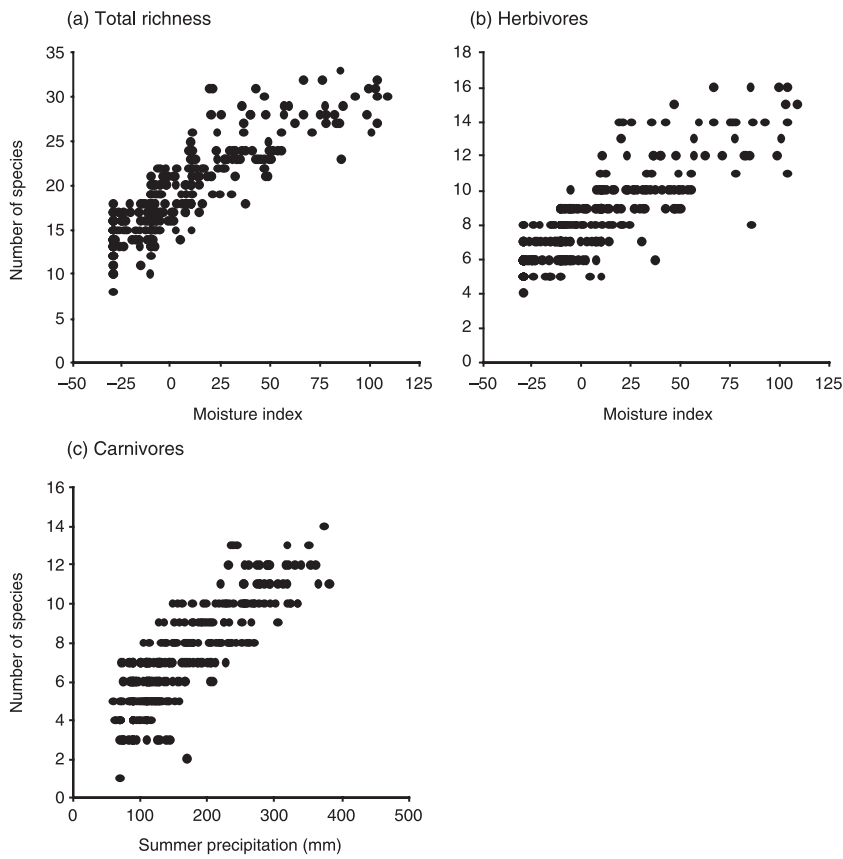 (a) Total richness
35
30
25
20
15
10
5
0
Number of species
–50 –25 0 25 50 75 100 125
Moisture index
(b) Herbivores
18
16
14
12
10
8
6
4
2
0
–50 –25 0 25 50 75 100 125
Moisture index
(c) Carnivores
16
14
12
10
8
6
4
2
0
Number of species
0 100 200 300 400 500
Summer precipitation (mm)